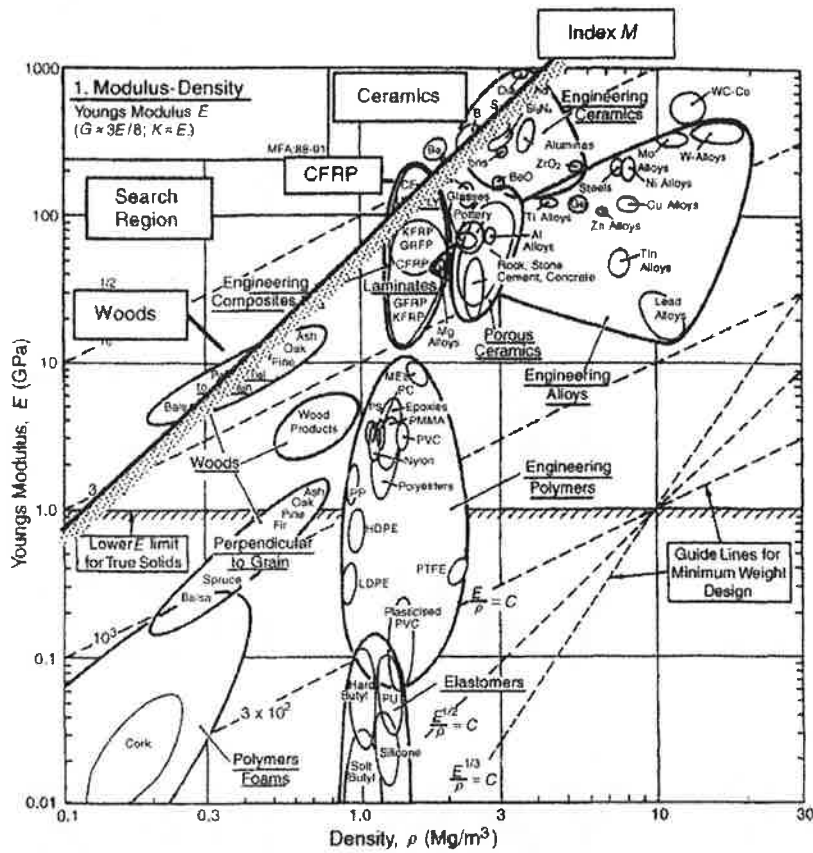 Index M
1000
1. Modulus-Density
Youngs Modulus E
(G ≈ 3E/8; K ≈ E.)
MFA:88-91
Ceramics
Engineering
Ceramics
WC-Co
Si₃N₄
Aluminas
ZrO₂
BeO
Mo
Alloys
W-Alloys
Steels
Ni Alloys
Cu Alloys
Ti Alloys
Zn Alloys
CFRP
Be
Glasses
Pottery
Al
Alloys
Tin
Alloys
Lead
Alloys
Rock, Stone
Cement, Concrete
Porous
Ceramics
Engineering
Alloys
Search
Region
100
KFRP
GRFP
CFRP
Laminates
GFRP
KFRP
Mg
Alloys
Engineering
Composites
Woods
Ash
Oak
Pine
Balsa
10
Youngs Modulus, E (GPa)
Wood
Products
Woods
MEL
PC
PS
Epoxies
PMMA
PVC
Nylon
Polyesters
PP
HDPE
LDPE
PTFE
Plasticised
PVC
Engineering
Polymers
3
1.0
Lower E limit
for True Solids
Ash
Oak
Pine
Fir
Perpendicular
to Grain
Spruce
Balsa
Guide Lines for
Minimum Weight
Design
E/ρ = C
E^1/2/ρ = C
E^1/3/ρ = C
10³
0.1
3 x 10²
Hard
Butyl
PU
Elastomers
Silicone
Soft
Butyl
Cork
Polymers
Foams
0.01
0.1
0.3
1.0
3
10
30
Density, ρ (Mg/m³)